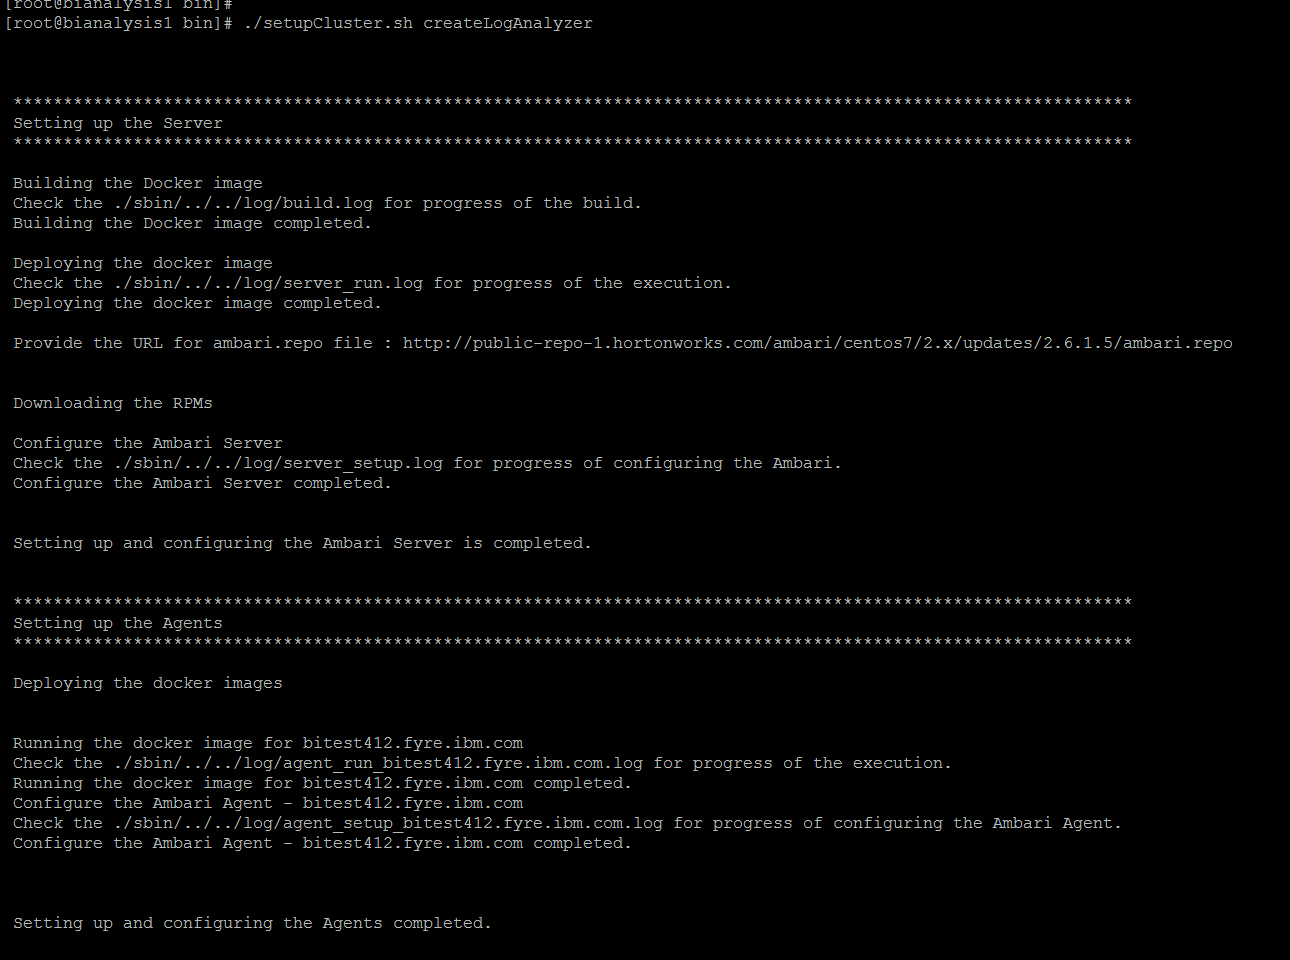 [root@bianalysis1 bin]#
[root@bianalysis1 bin]# ./setupCluster.sh createLogAnalyzer
****************************************************************************************************************
Setting up the Server
****************************************************************************************************************
Building the Docker image
Check the ./sbin/../../log/build.log for progress of the build.
Building the Docker image completed.
Deploying the docker image
Check the ./sbin/../../log/server_run.log for progress of the execution.
Deploying the docker image completed.
Provide the URL for ambari.repo file : http://public-repo-1.hortonworks.com/ambari/centos7/2.x/updates/2.6.1.5/ambari.repo
Downloading the RPMs
Configure the Ambari Server
Check the ./sbin/../../log/server_setup.log for progress of configuring the Ambari.
Configure the Ambari Server completed.
Setting up and configuring the Ambari Server is completed.
****************************************************************************************************************
Setting up the Agents
****************************************************************************************************************
Deploying the docker images
Running the docker image for bitest412.fyre.ibm.com
Check the ./sbin/../../log/agent_run_bitest412.fyre.ibm.com.log for progress of the execution.
Running the docker image for bitest412.fyre.ibm.com completed.
Configure the Ambari Agent - bitest412.fyre.ibm.com
Check the ./sbin/../../log/agent_setup_bitest412.fyre.ibm.com.log for progress of configuring the Ambari Agent.
Configure the Ambari Agent - bitest412.fyre.ibm.com completed.
Setting up and configuring the Agents completed.